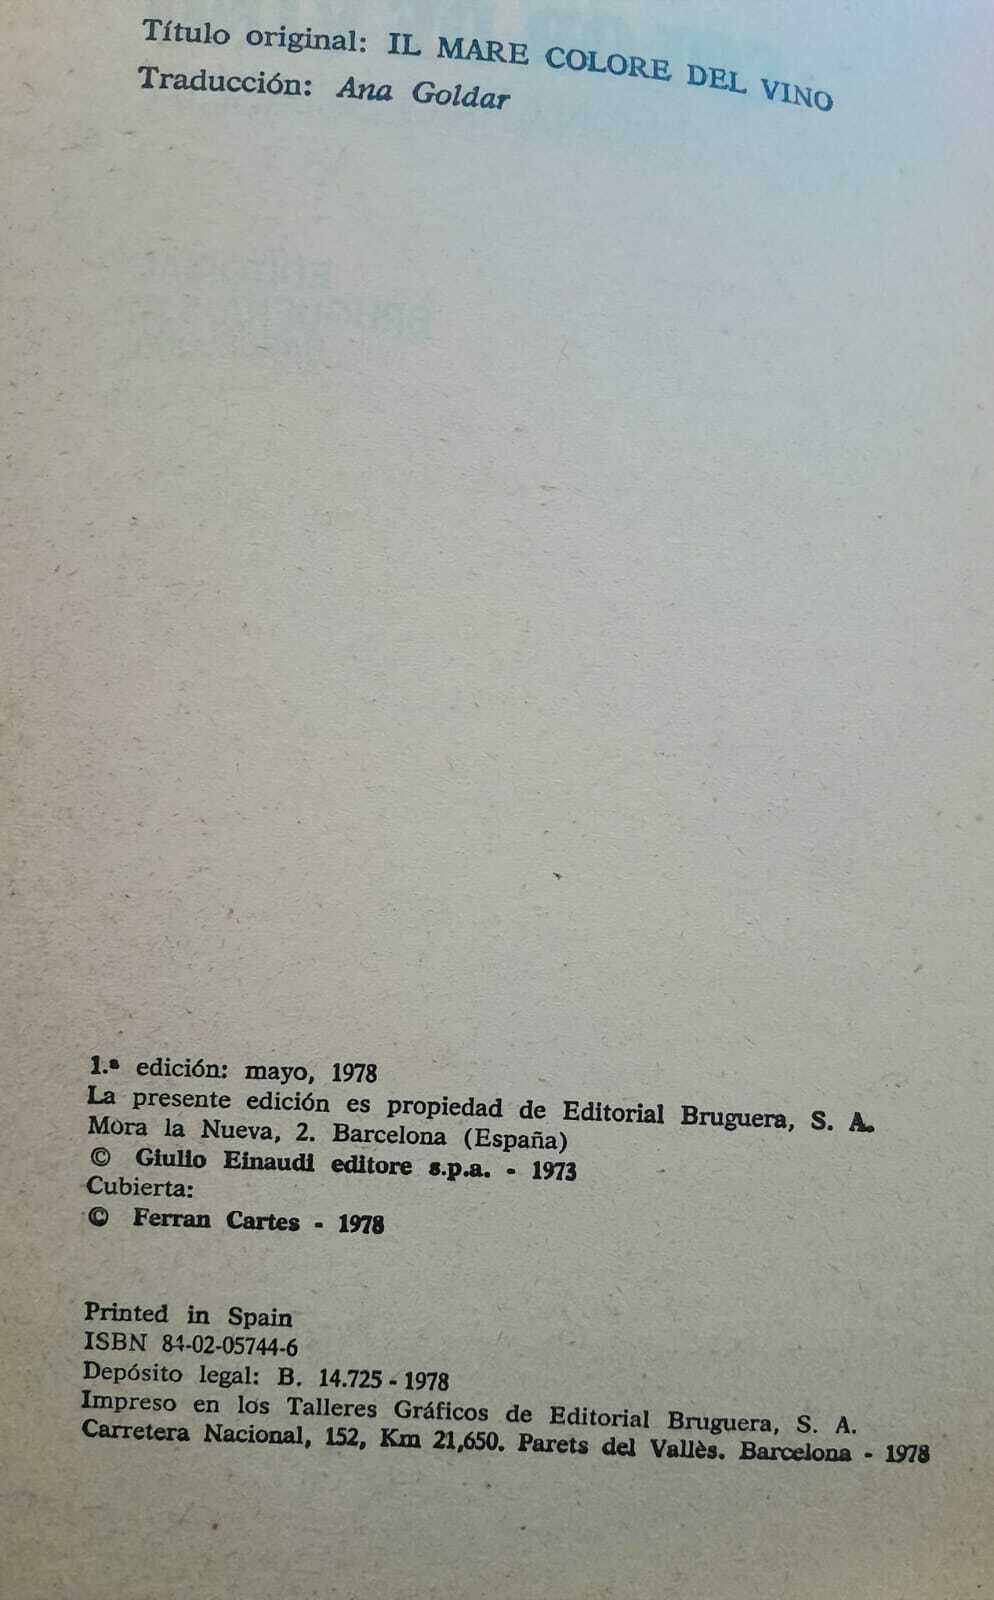 Título original: IL MARE COLORE DEL VINO
Traducción: Ana Goldar
1.ª edición: mayo, 1978
La presente edición es propiedad de Editorial Bruguera, S. A.
Mora la Nueva, 2. Barcelona (España)
© Giulio Einaudi editore s.p.a. - 1973
Cubierta:
© Ferran Cartes - 1978
Printed in Spain
ISBN 84-02-05744-6
Depósito legal: B. 14.725 - 1978
Impreso en los Talleres Gráficos de Editorial Bruguera, S. A.
Carretera Nacional, 152, Km 21,650. Parets del Vallès. Barcelona - 1978